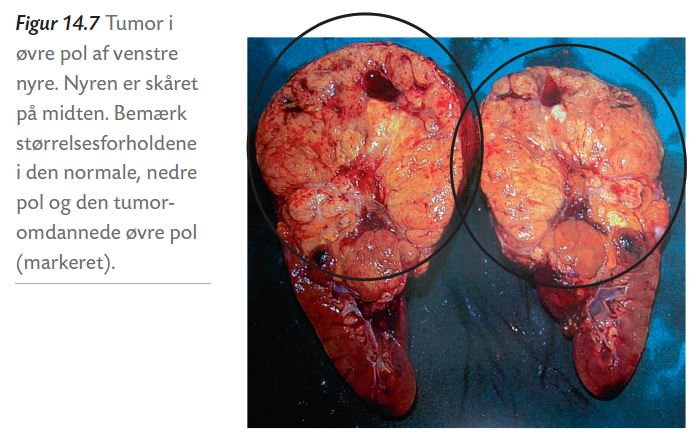 Figur 14.7 Tumor i
øvre pol af venstre
nyre. Nyren er skåret
på midten. Bemærk
størrelsesforholdene
i den normale, nedre
pol og den tumor-
omdannede øvre pol
(markeret).